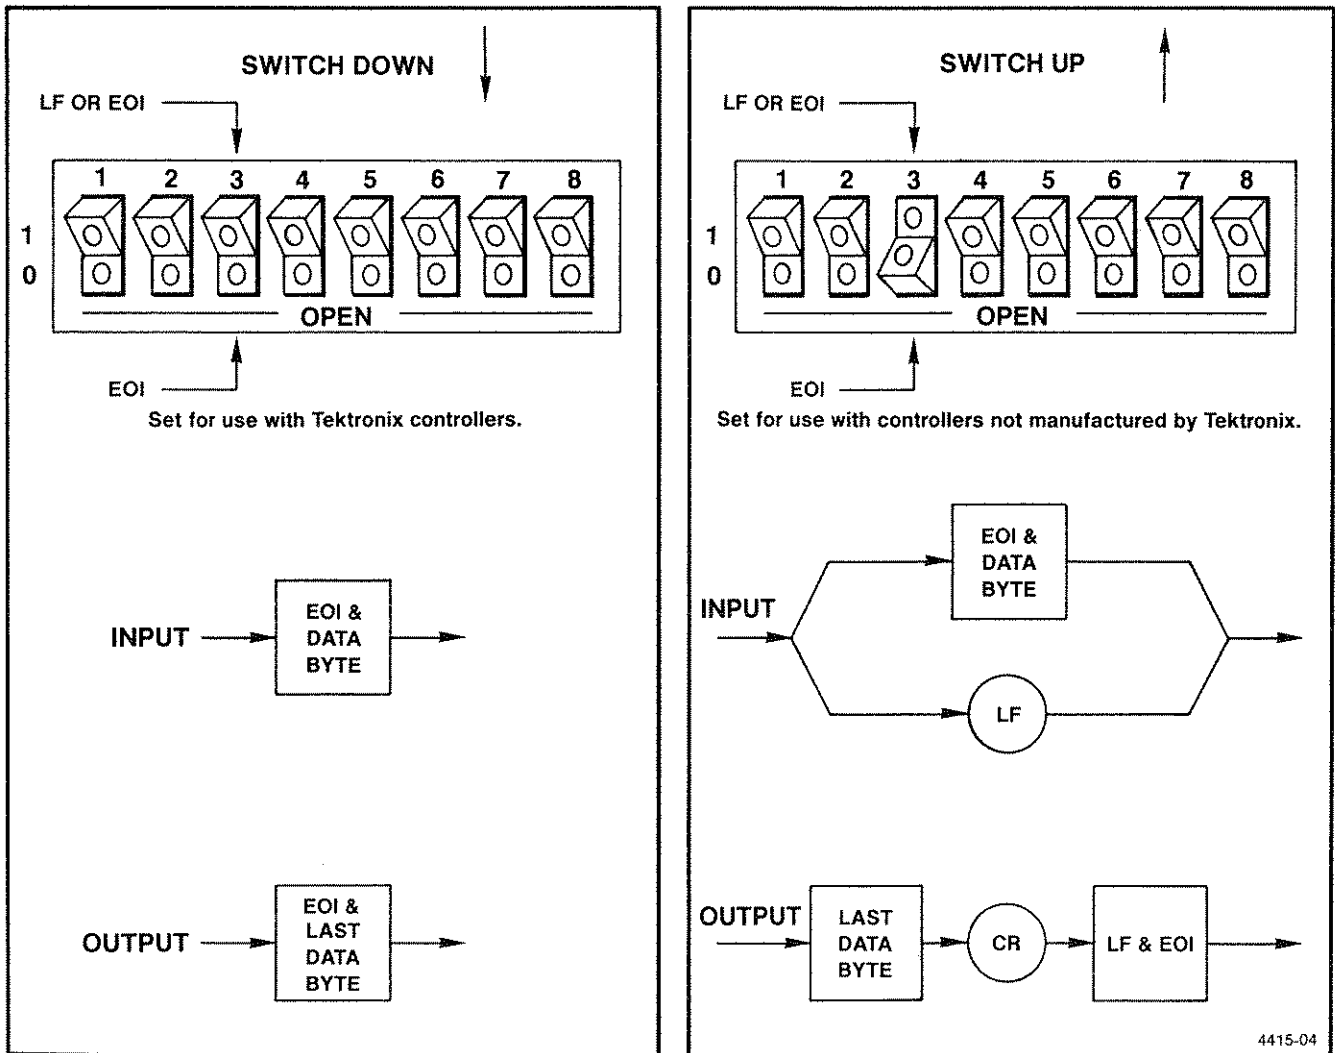 SWITCH DOWN
LF OR EOI
1 2 3 4 5 6 7 8
1
0
OPEN
EOI
Set for use with Tektronix controllers.
INPUT
EOI &
DATA
BYTE
OUTPUT
EOI &
LAST
DATA
BYTE
SWITCH UP
LF OR EOI
1 2 3 4 5 6 7 8
1
0
OPEN
EOI
Set for use with controllers not manufactured by Tektronix.
INPUT
EOI &
DATA
BYTE
LF
OUTPUT
LAST
DATA
BYTE
CR
LF & EOI
4415-04